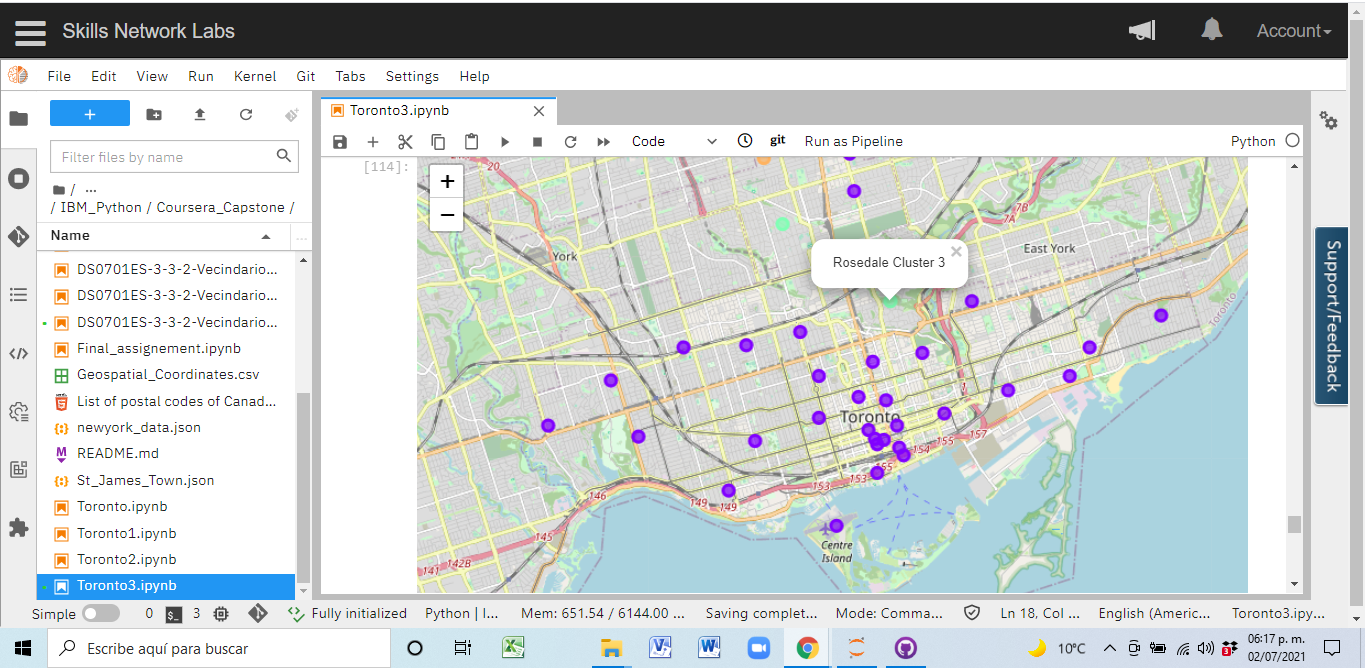 Skills Network Labs
Account
File Edit View Run Kernel Git Tabs Settings Help
+
Filter files by name
/ ...
/ IBM_Python / Coursera_Capstone /
Name
...
DS0701ES-3-3-2-Vecindario...
DS0701ES-3-3-2-Vecindario...
DS0701ES-3-3-2-Vecindario...
Final_assignement.ipynb
Geospatial_Coordinates.csv
List of postal codes of Canad...
newyork_data.json
README.md
St_James_Town.json
Toronto.ipynb
Toronto1.ipynb
Toronto2.ipynb
Toronto3.ipynb
Toronto3.ipynb
Code
git
Run as Pipeline
Python
[114]:
+
−
20
7A
7B
York
East York
Rosedale Cluster 3
Toronto
Toronto
157
155
154
155
153
153
149
149
146
145
142B
141
Centre
Island
Support/Feedback
Simple
0
3
Fully initialized
Python | I...
Mem: 651.54 / 6144.00 ...
Saving complet...
Mode: Comma...
Ln 18, Col ...
English (Americ...
Toronto3.ipy...
Escribe aquí para buscar
10°C
3
06:17 p. m.
02/07/2021